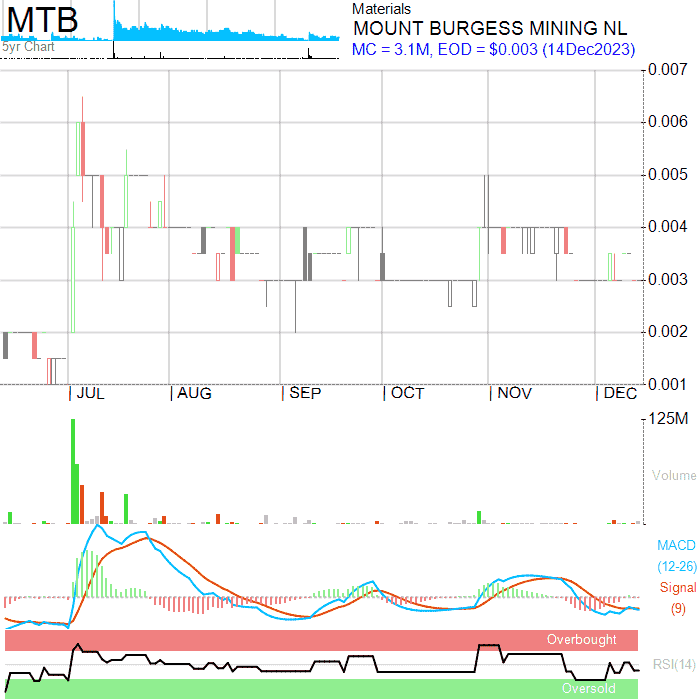 MTB
5yr Chart
Materials
MOUNT BURGESS MINING NL
MC = 3.1M, EOD = $0.003 (14Dec2023)
0.007
0.006
0.005
0.004
0.003
0.002
0.001
JUL AUG SEP OCT NOV DEC
125M
Volume
MACD
(12-26)
Signal
(9)
Overbought
RSI(14)
Oversold